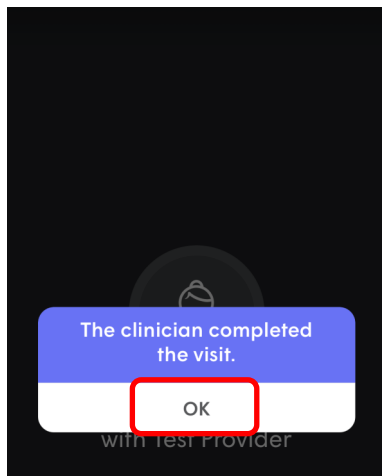 The clinician completed
the visit.
OK
with Test Provider